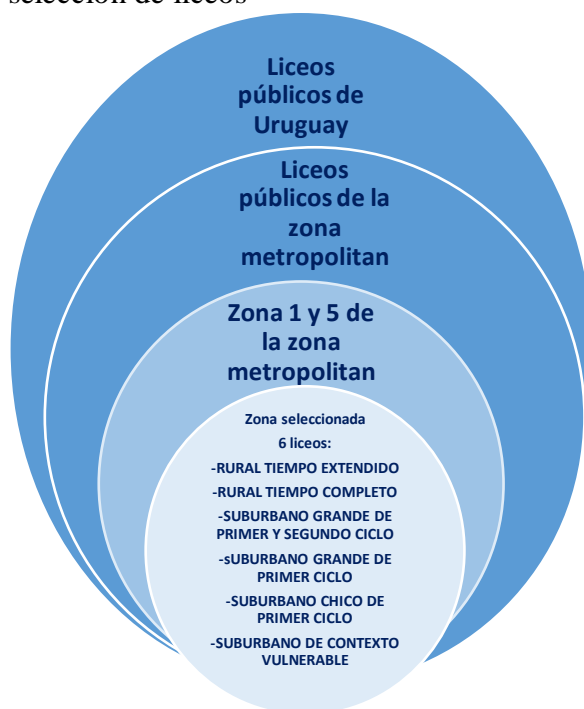 selección de liceos
Liceos
públicos de
Uruguay
Liceos
públicos de la
zona
metropolitan
Zona 1 y 5 de
la zona
metropolitan
Zona seleccionada
6 liceos:
-RURAL TIEMPO EXTENDIDO
-RURAL TIEMPO COMPLETO
-SUBURBANO GRANDE DE
PRIMER Y SEGUNDO CICLO
-sUBURBANO GRANDE DE
PRIMER CICLO
-SUBURBANO CHICO DE
PRIMER CICLO
-SUBURBANO DE CONTEXTO
VULNERABLE